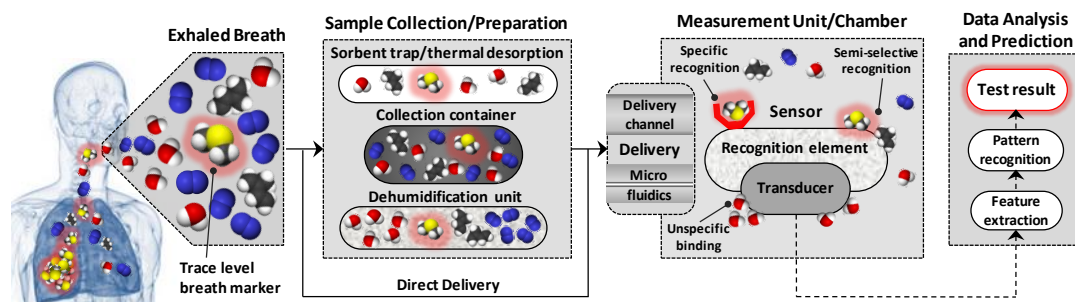 Exhaled Breath
Trace level
breath marker
Sample Collection/Preparation
Sorbent trap/thermal desorption
Collection container
Dehumidification unit
Direct Delivery
Measurement Unit/Chamber
Specific
recognition
Semi-selective
recognition
Sensor
Delivery
channel
Delivery
Micro
fluidics
Recognition element
Transducer
Unspecific
binding
Data Analysis
and Prediction
Test result
Pattern
recognition
Feature
extraction